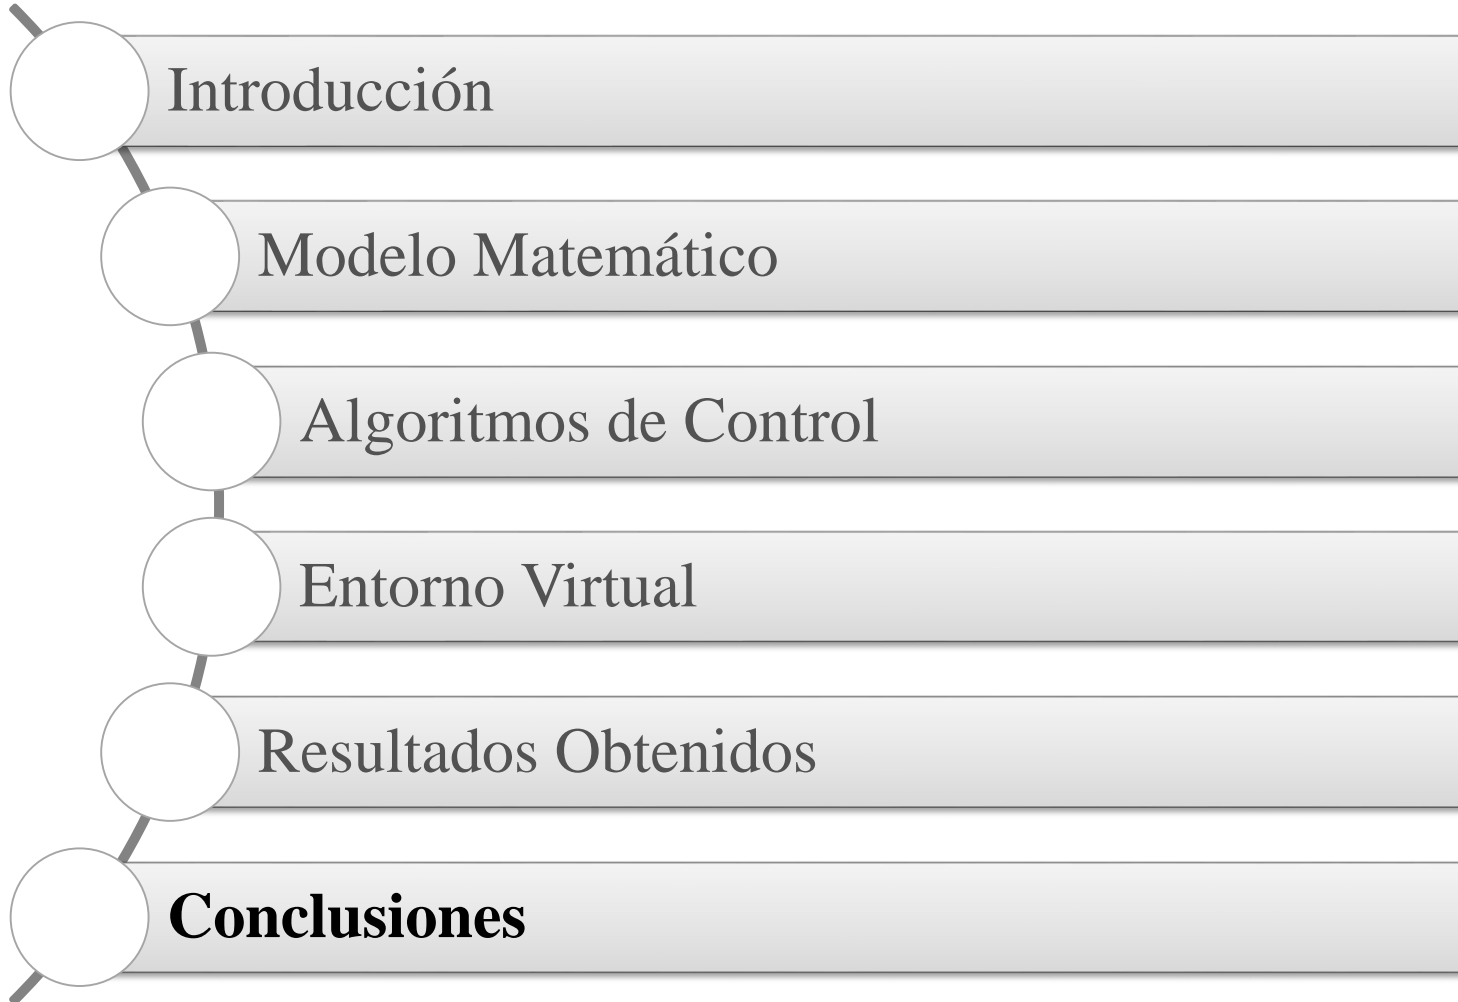 Introducción
Modelo Matemático
Algoritmos de Control
Entorno Virtual
Resultados Obtenidos
Conclusiones